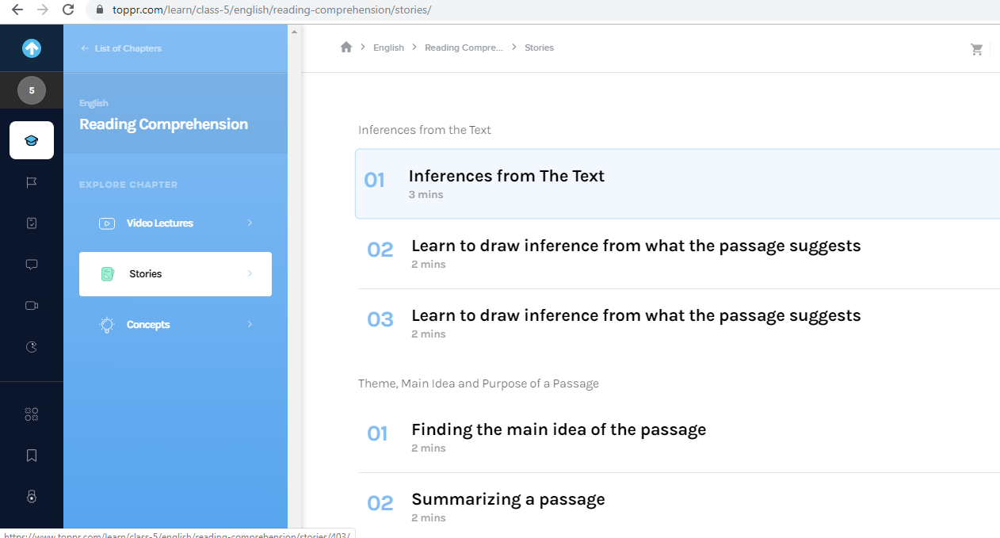 toppr.com/learn/class-5/english/reading-comprehension/stories/
← List of Chapters
English > Reading Compre... > Stories
5
English
Reading Comprehension
EXPLORE CHAPTER
Video Lectures
Stories
Concepts
Inferences from the Text
01 Inferences from The Text
3 mins
02 Learn to draw inference from what the passage suggests
2 mins
03 Learn to draw inference from what the passage suggests
2 mins
Theme, Main Idea and Purpose of a Passage
01 Finding the main idea of the passage
2 mins
02 Summarizing a passage
2 mins
https://www.toppr.com/learn/class-5/english/reading-comprehension/stories/403/